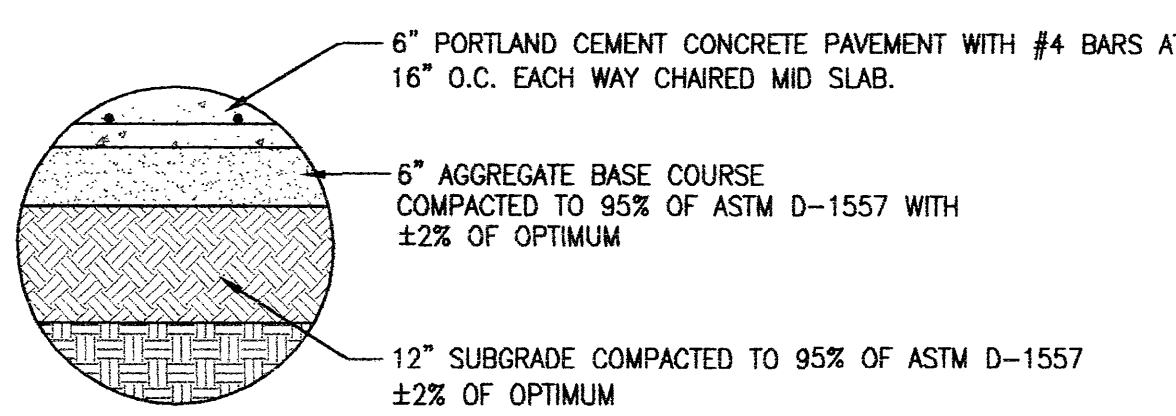 6" PORTLAND CEMENT CONCRETE PAVEMENT WITH #4 BARS AT
16" O.C. EACH WAY CHAIRED MID SLAB.
6" AGGREGATE BASE COURSE
COMPACTED TO 95% OF ASTM D-1557 WITH
±2% OF OPTIMUM
12" SUBGRADE COMPACTED TO 95% OF ASTM D-1557
±2% OF OPTIMUM